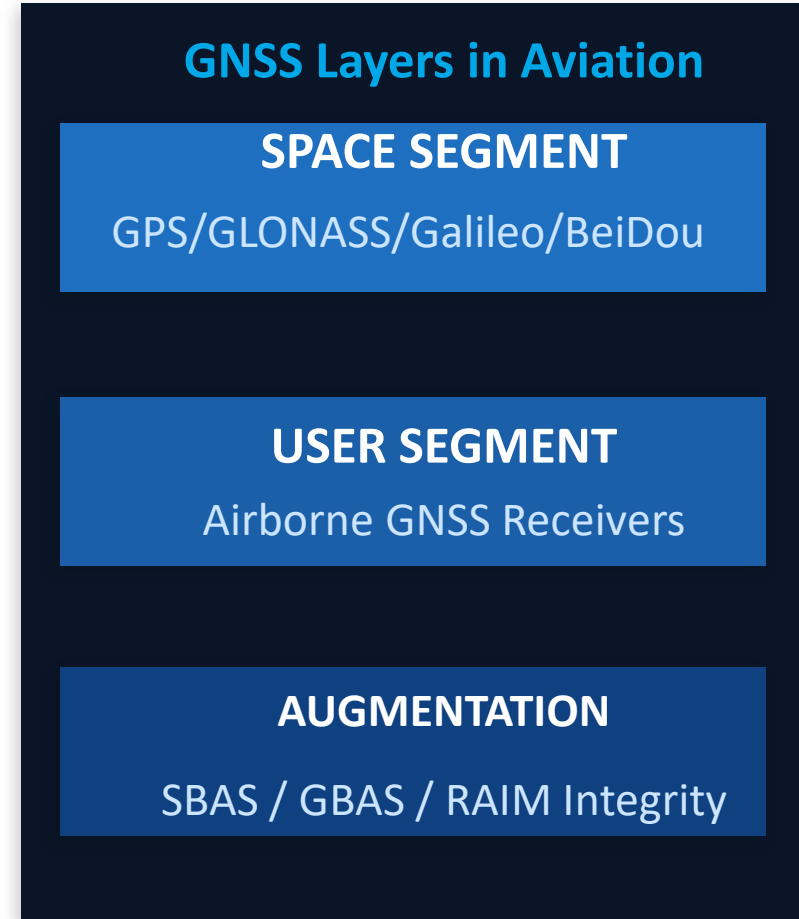 GNSS Layers in Aviation
SPACE SEGMENT
GPS/GLONASS/Galileo/BeiDou
USER SEGMENT
Airborne GNSS Receivers
AUGMENTATION
SBAS / GBAS / RAIM Integrity